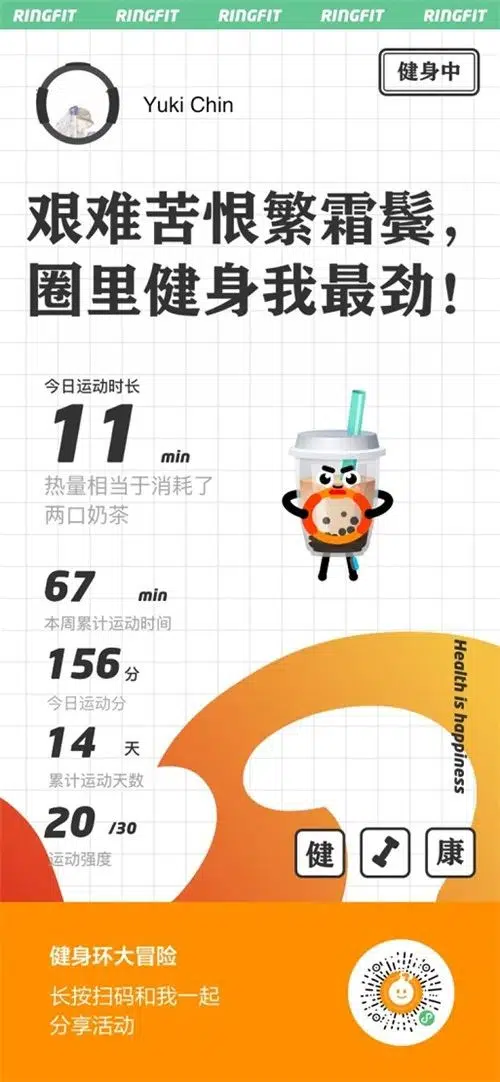 RINGFIT RINGFIT RINGFIT RINGFIT RINGFIT
健身中
Yuki Chin
艰难苦恨繁霜鬓，
圈里健身我最劲！
今日运动时长
11 min
热量相当于消耗了
两口奶茶
67 min
本周累计运动时间
156分
今日运动分
14 天
累计运动天数
20 /30
运动强度
Health is happiness
健 康
健身环大冒险
长按扫码和我一起
分享活动